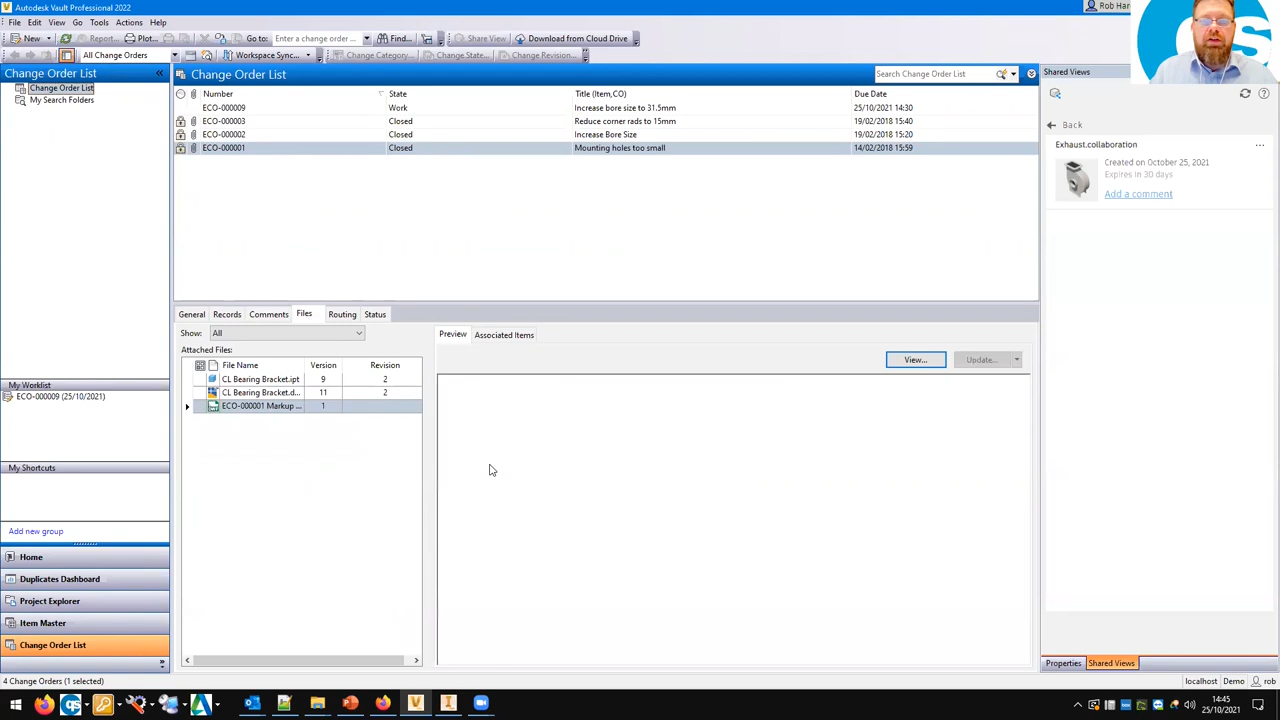 Autodesk Vault Professional 2022
Rob Har
File Edit View Go Tools Actions Help
New Report... Plot... Go to: Enter a change order ... Find... Share View Download from Cloud Drive
All Change Orders Workspace Sync... Change Category... Change State... Change Revision...
Change Order List
Change Order List
My Search Folders
My Worklist
ECO-000009 (25/10/2021)
My Shortcuts
Add new group
Home
Duplicates Dashboard
Project Explorer
Item Master
Change Order List
Change Order List
Search Change Order List
Number State Title (Item,CO) Due Date
ECO-000009 Work Increase bore size to 31.5mm 25/10/2021 14:30
ECO-000003 Closed Reduce corner rads to 15mm 19/02/2018 15:40
ECO-000002 Closed Increase Bore Size 19/02/2018 15:20
ECO-000001 Closed Mounting holes too small 14/02/2018 15:59
General Records Comments Files Routing Status
Show: All
Attached Files:
File Name Version Revision
CL Bearing Bracket.ipt 9 2
CL Bearing Bracket.d... 11 2
ECO-000001 Markup ... 1
Preview Associated Items
View... Update...
Shared Views
Back
Exhaust.collaboration ...
Created on October 25, 2021
Expires in 30 days
Add a comment
Properties Shared Views
4 Change Orders (1 selected)
localhost Demo rob
14:45
25/10/2021